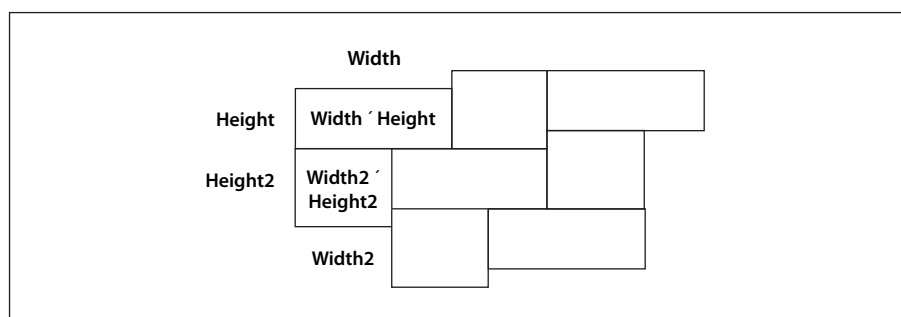 Width
Height
Width ´ Height
Height2
Width2 ´
Height2
Width2